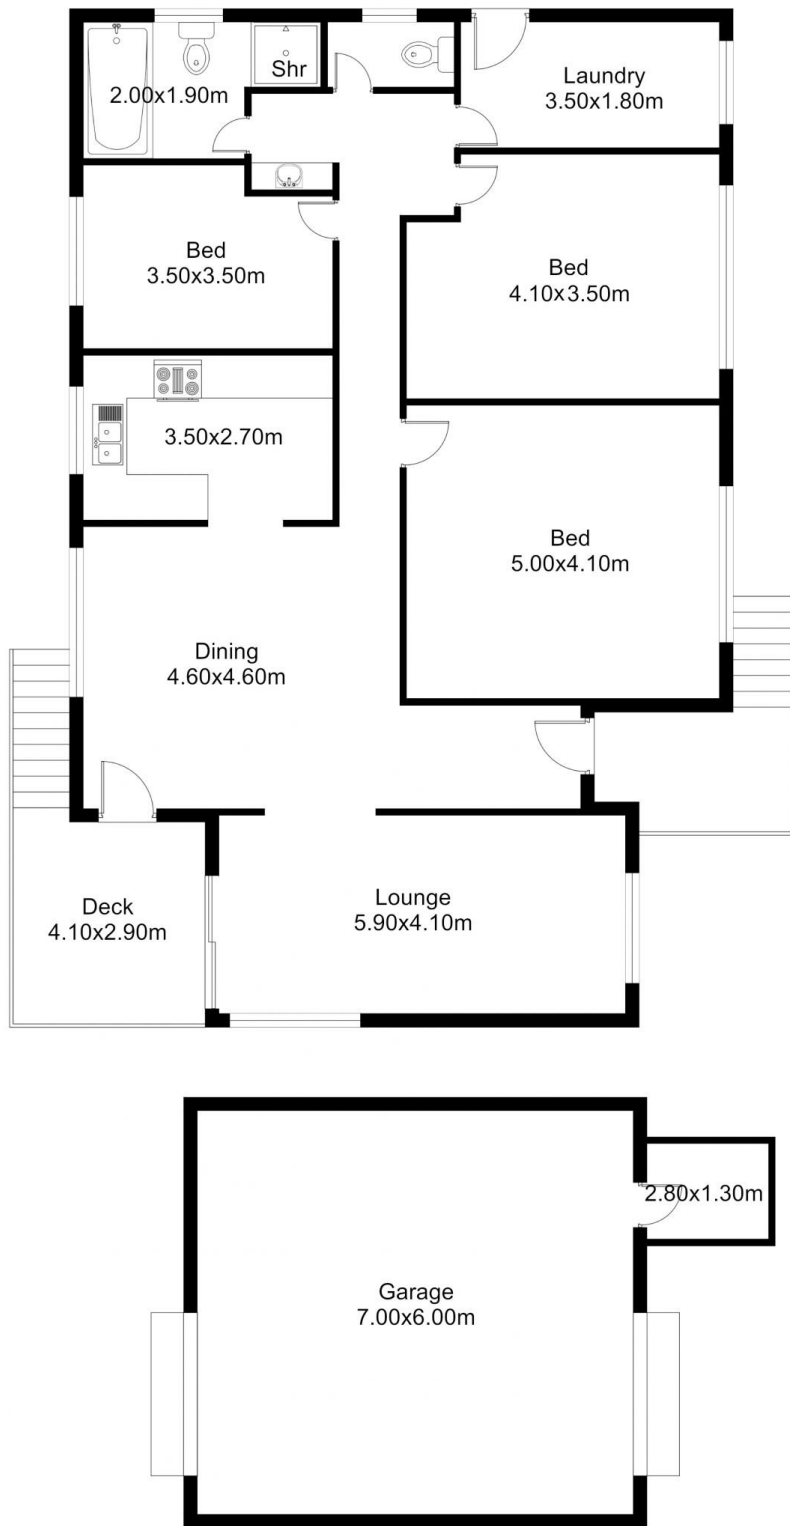 Shr
2.00x1.90m
Laundry
3.50x1.80m
Bed
3.50x3.50m
Bed
4.10x3.50m
3.50x2.70m
Bed
5.00x4.10m
Dining
4.60x4.60m
Deck
4.10x2.90m
Lounge
5.90x4.10m
2.80x1.30m
Garage
7.00x6.00m